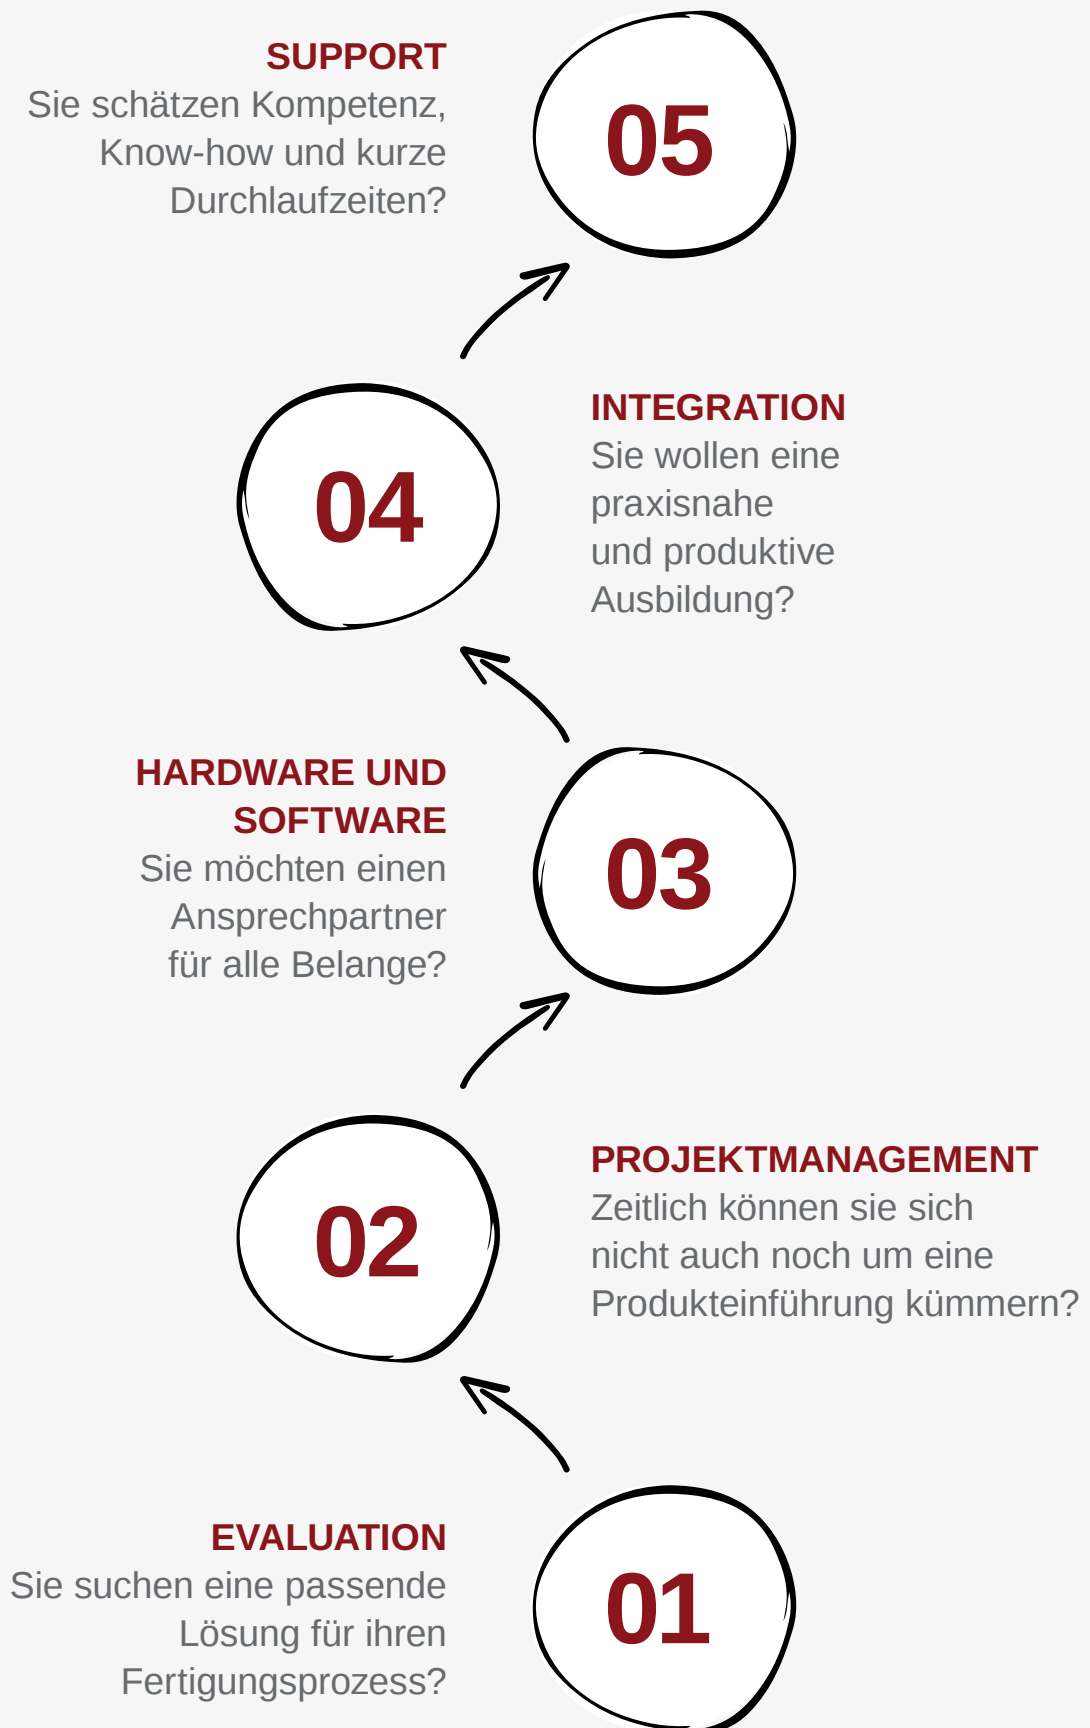 SUPPORT
Sie schätzen Kompetenz,
Know-how und kurze
Durchlaufzeiten?
05
04
INTEGRATION
Sie wollen eine
praxisnahe
und produktive
Ausbildung?
HARDWARE UND
SOFTWARE
Sie möchten einen
Ansprechpartner
für alle Belange?
03
02
PROJEKTMANAGEMENT
Zeitlich können sie sich
nicht auch noch um eine
Produkteinführung kümmern?
EVALUATION
Sie suchen eine passende
Lösung für ihren
Fertigungsprozess?
01